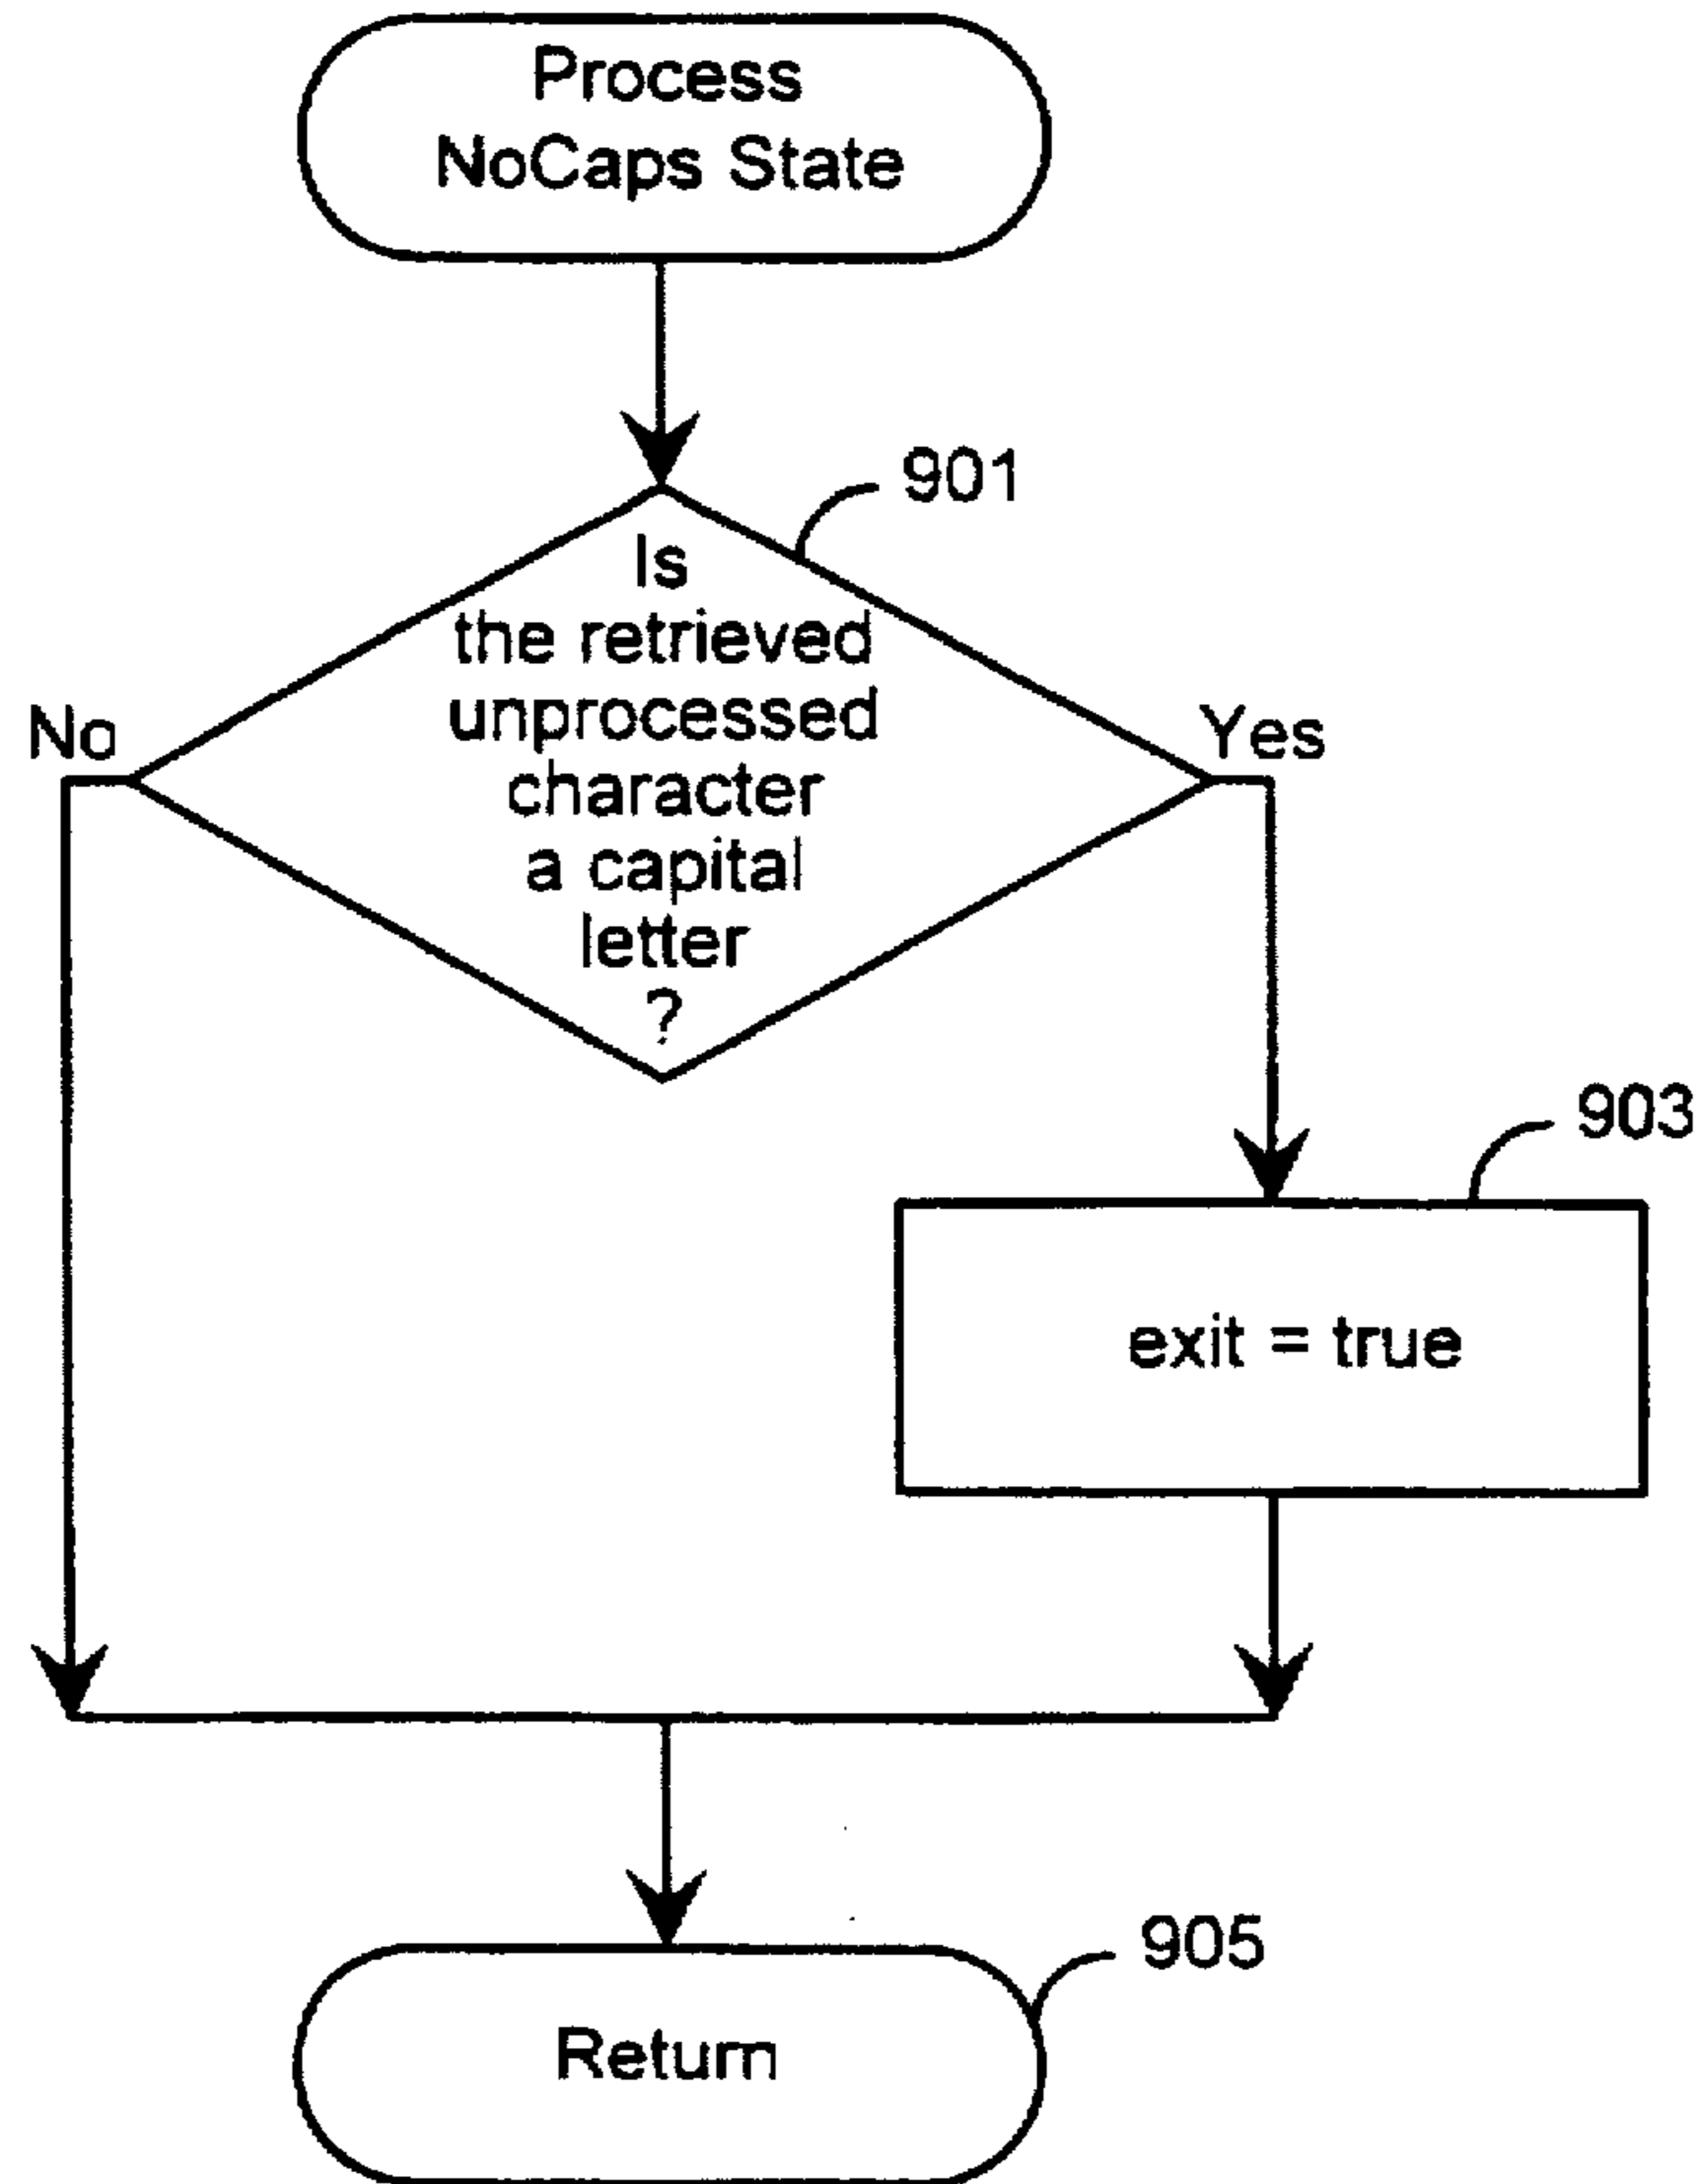 Process
NoCaps State
901
Is
the retrieved
unprocessed
character
a capital
letter
?
No
Yes
903
exit = true
905
Return